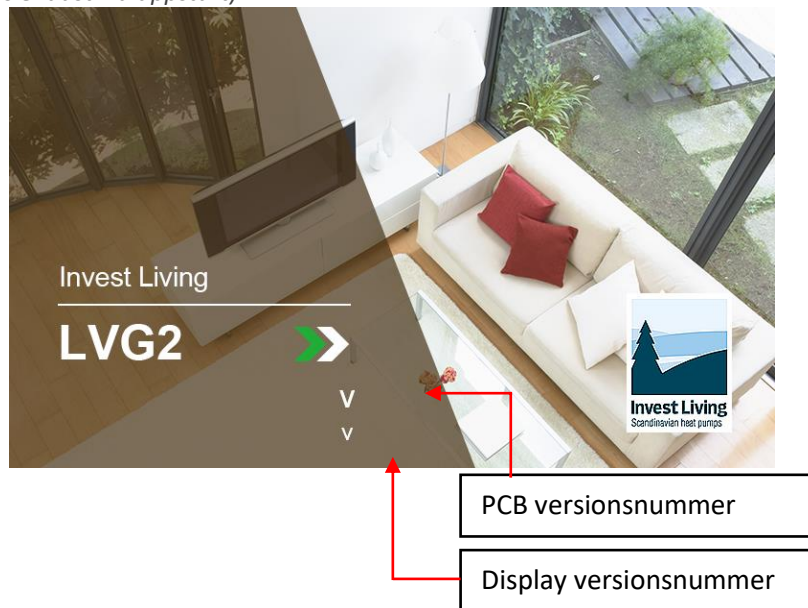 Invest Living
LVG2
V
V
Invest Living
Scandinavian heat pumps
PCB versionsnummer
Display versionsnummer